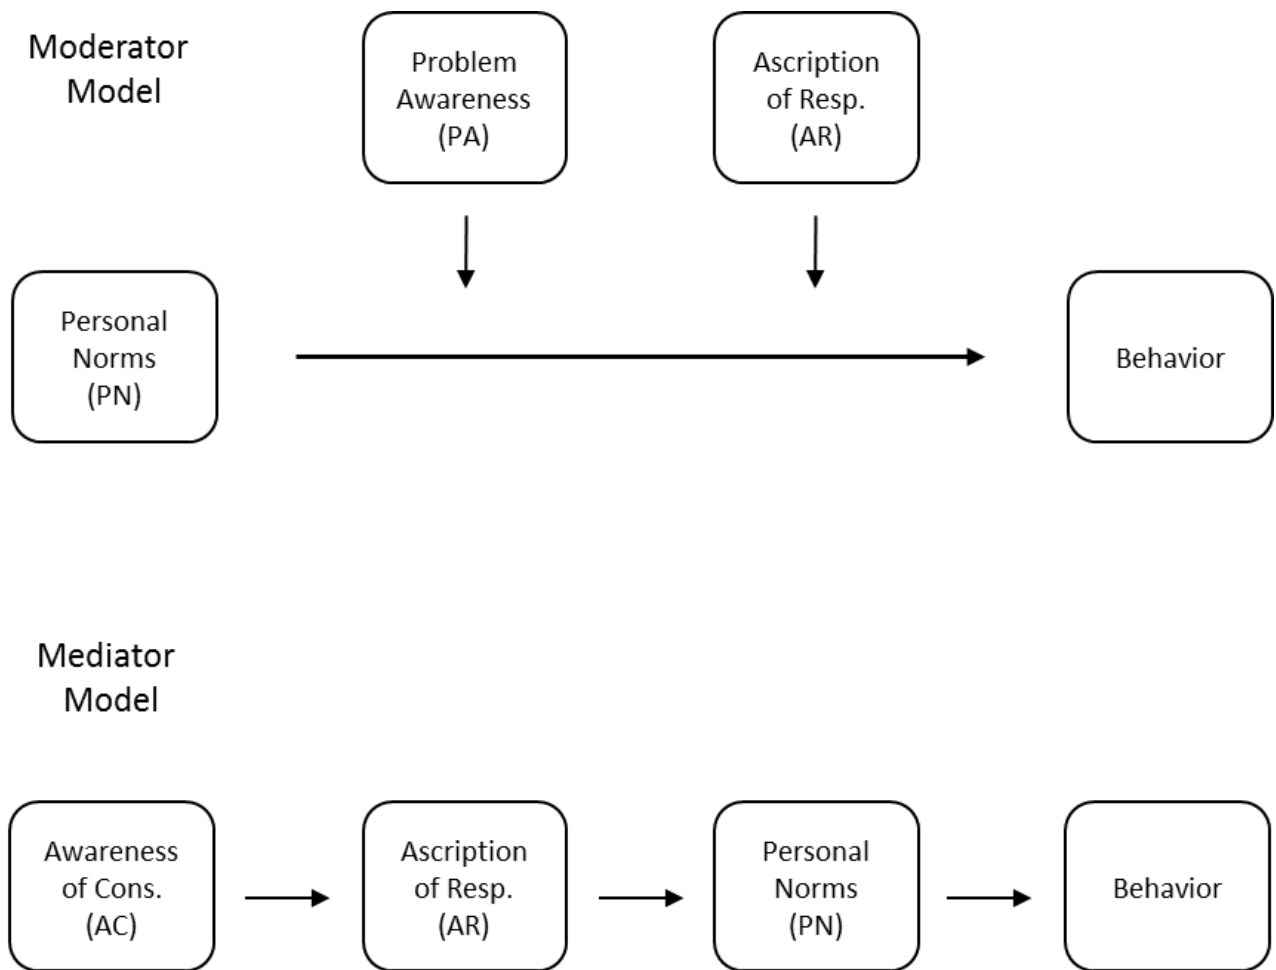 Moderator
Model
Problem
Awareness
(PA)
Ascription
of Resp.
(AR)
Personal
Norms
(PN)
Behavior
Mediator
Model
Awareness
of Cons.
(AC)
Ascription
of Resp.
(AR)
Personal
Norms
(PN)
Behavior